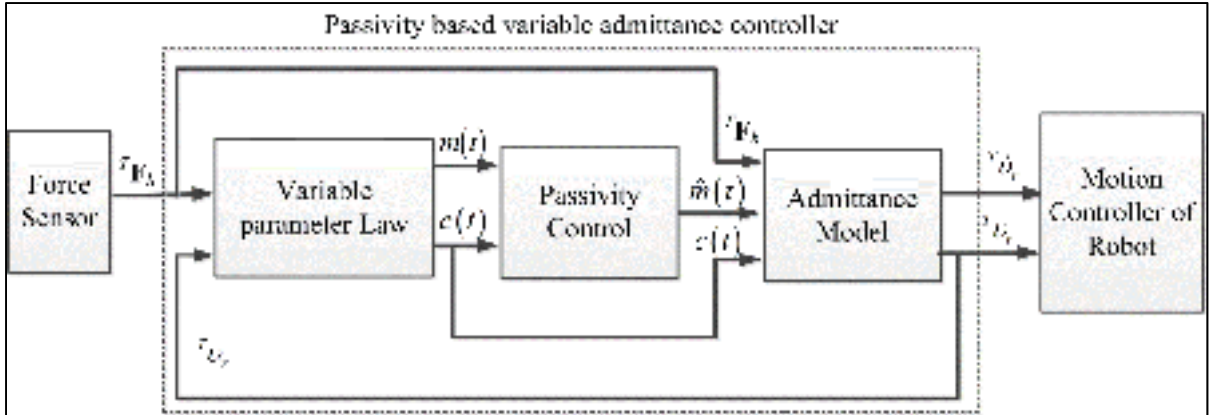 Passivity based variable admittance controller
Force
Sensor
Variable
parameter Law
m(t)
c(t)
Passivity
Control
m̂(t)
c(t)
Admittance
Model
Motion
Controller of
Robot